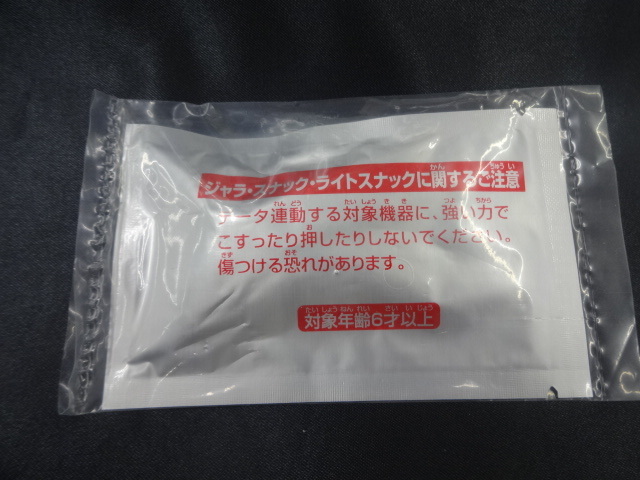 ジャラ・スナック・ライトスナックに関するご注意
データ連動する対象機器に、強い力で
こすったり押したりしないでください。
傷つける恐れがあります。
対象年齢6才以上